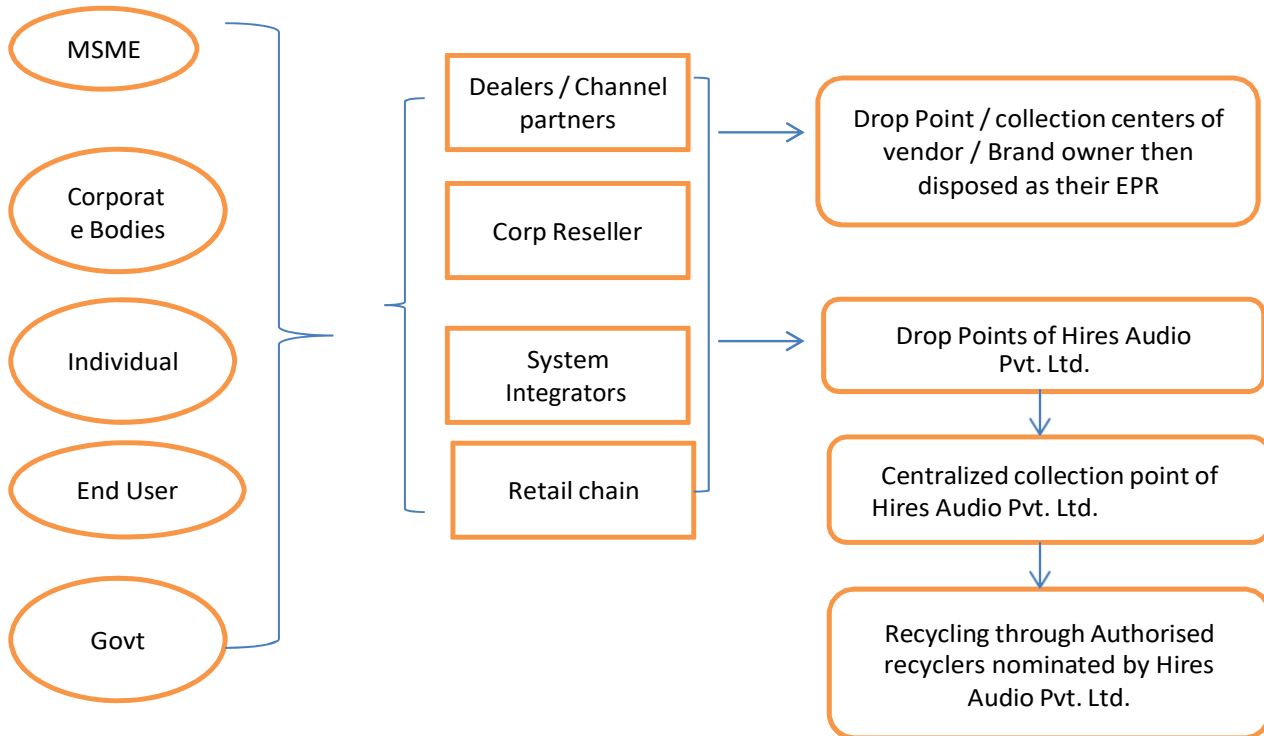 MSME
Corporat
e Bodies
Individual
End User
Govt
Dealers / Channel
partners
Corp Reseller
System
Integrators
Retail chain
Drop Point / collection centers of
vendor / Brand owner then
disposed as their EPR
Drop Points of Hires Audio
Pvt. Ltd.
Centralized collection point of
Hires Audio Pvt. Ltd.
Recycling through Authorised
recyclers nominated by Hires
Audio Pvt. Ltd.